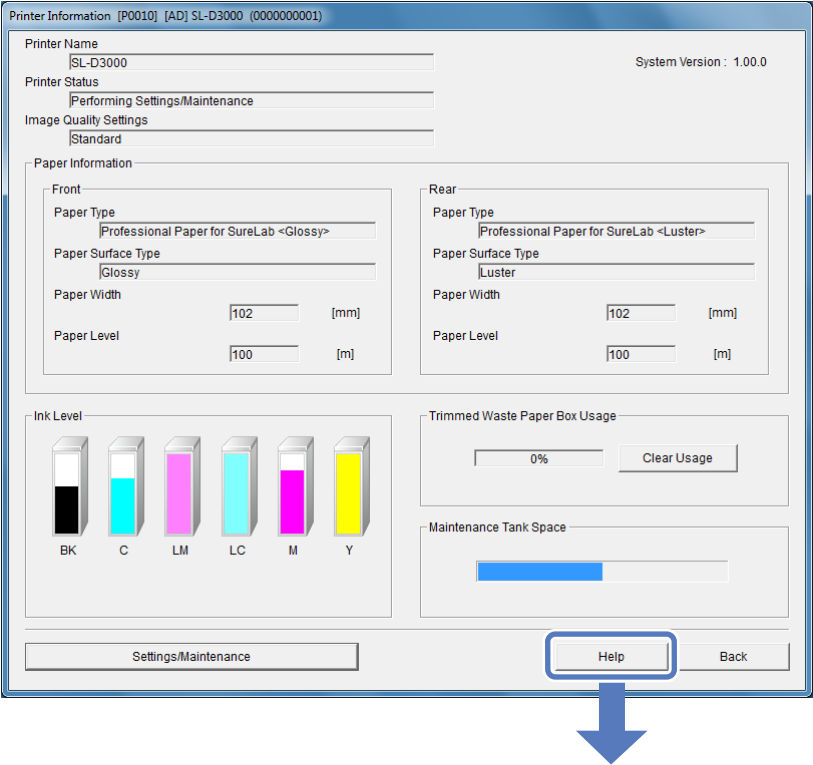 Printer Information [P0010] [AD] SL-D3000 (0000000001)
Printer Name
SL-D3000
System Version : 1.00.0
Printer Status
Performing Settings/Maintenance
Image Quality Settings
Standard
Paper Information
Front
Paper Type
Professional Paper for SureLab <Glossy>
Paper Surface Type
Glossy
Paper Width
102 [mm]
Paper Level
100 [m]
Rear
Paper Type
Professional Paper for SureLab <Luster>
Paper Surface Type
Luster
Paper Width
102 [mm]
Paper Level
100 [m]
Ink Level
BK C LM LC M Y
Trimmed Waste Paper Box Usage
0% Clear Usage
Maintenance Tank Space
Settings/Maintenance Help Back